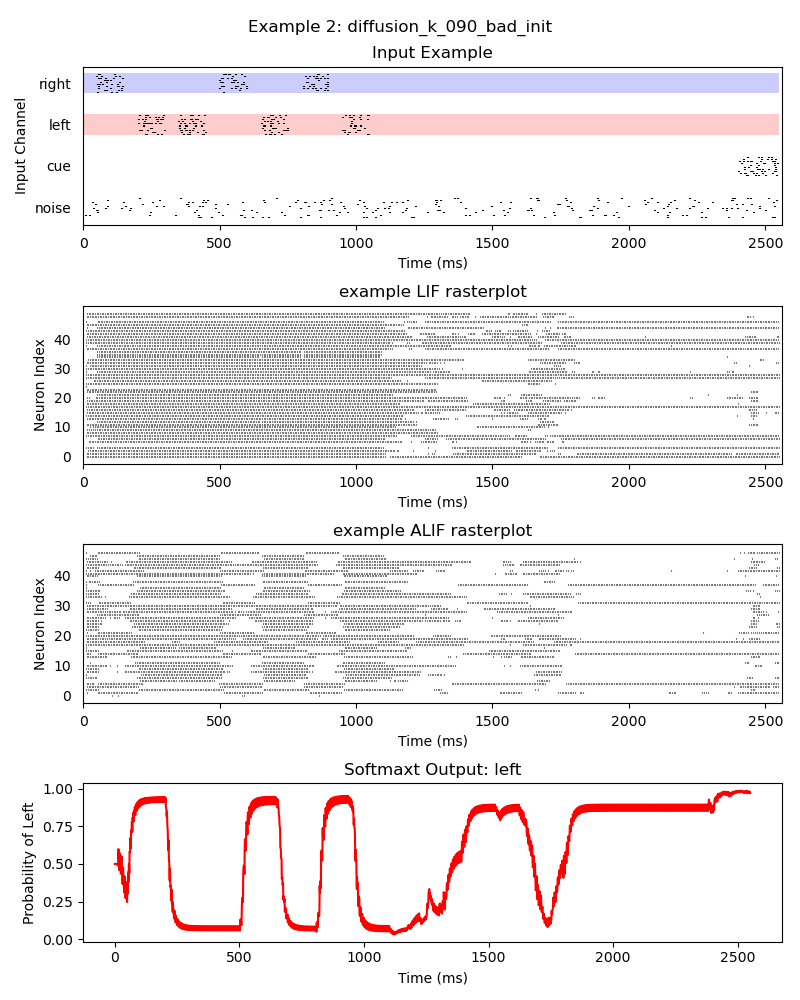 Example 2: diffusion_k_090_bad_init
Input Example
Input Channel
right
left
cue
noise
0 500 1000 1500 2000 2500
Time (ms)
example LIF rasterplot
Neuron Index
40
30
20
10
0
0 500 1000 1500 2000 2500
Time (ms)
example ALIF rasterplot
Neuron Index
40
30
20
10
0
0 500 1000 1500 2000 2500
Time (ms)
Softmaxt Output: left
Probability of Left
1.00
0.75
0.50
0.25
0.00
0 500 1000 1500 2000 2500
Time (ms)